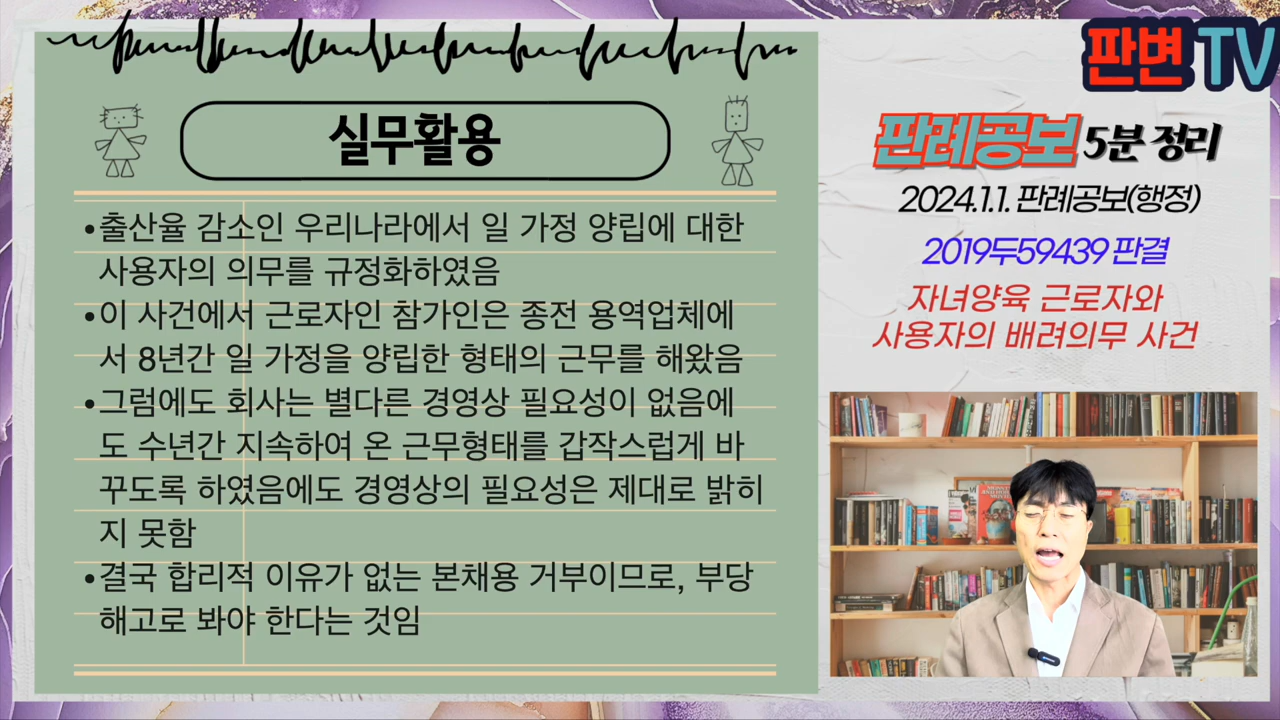 실무활용
•출산율 감소인 우리나라에서 일 가정 양립에 대한
사용자의 의무를 규정화하였음
•이 사건에서 근로자인 참가인은 종전 용역업체에
서 8년간 일 가정을 양립한 형태의 근무를 해왔음
•그럼에도 회사는 별다른 경영상 필요성이 없음에
도 수년간 지속하여 온 근무형태를 갑작스럽게 바
꾸도록 하였음에도 경영상의 필요성은 제대로 밝히
지 못함
•결국 합리적 이유가 없는 본채용 거부이므로, 부당
해고로 봐야 한다는 것임
판변 TV
판례공보 5분 정리
2024.1.1. 판례공보(행정)
2019두59439 판결
자녀양육 근로자와
사용자의 배려의무 사건